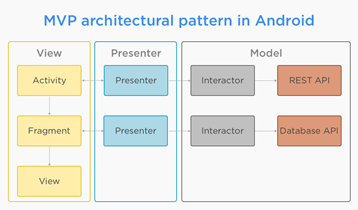 MVP architectural pattern in Android
View
Presenter
Model
Activity
Presenter
Interactor
REST API
Fragment
Presenter
Interactor
Database API
View